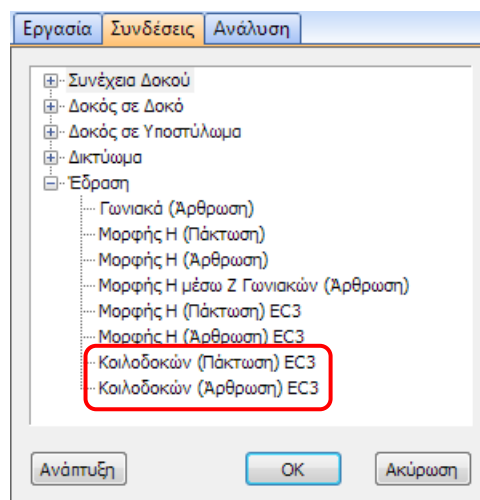 Εργασία Συνδέσεις Ανάλυση
Συνέχεια Δοκού
Δοκός σε Δοκό
Δοκός σε Υποστύλωμα
Δικτύωμα
Έδραση
Γωνιακά (Άρθρωση)
Μορφής Η (Πάκτωση)
Μορφής Η (Άρθρωση)
Μορφής Η μέσω Ζ Γωνιακών (Άρθρωση)
Μορφής Η (Πάκτωση) EC3
Μορφής Η (Άρθρωση) EC3
Κοιλοδοκών (Πάκτωση) EC3
Κοιλοδοκών (Άρθρωση) EC3
Ανάπτυξη OK Ακύρωση